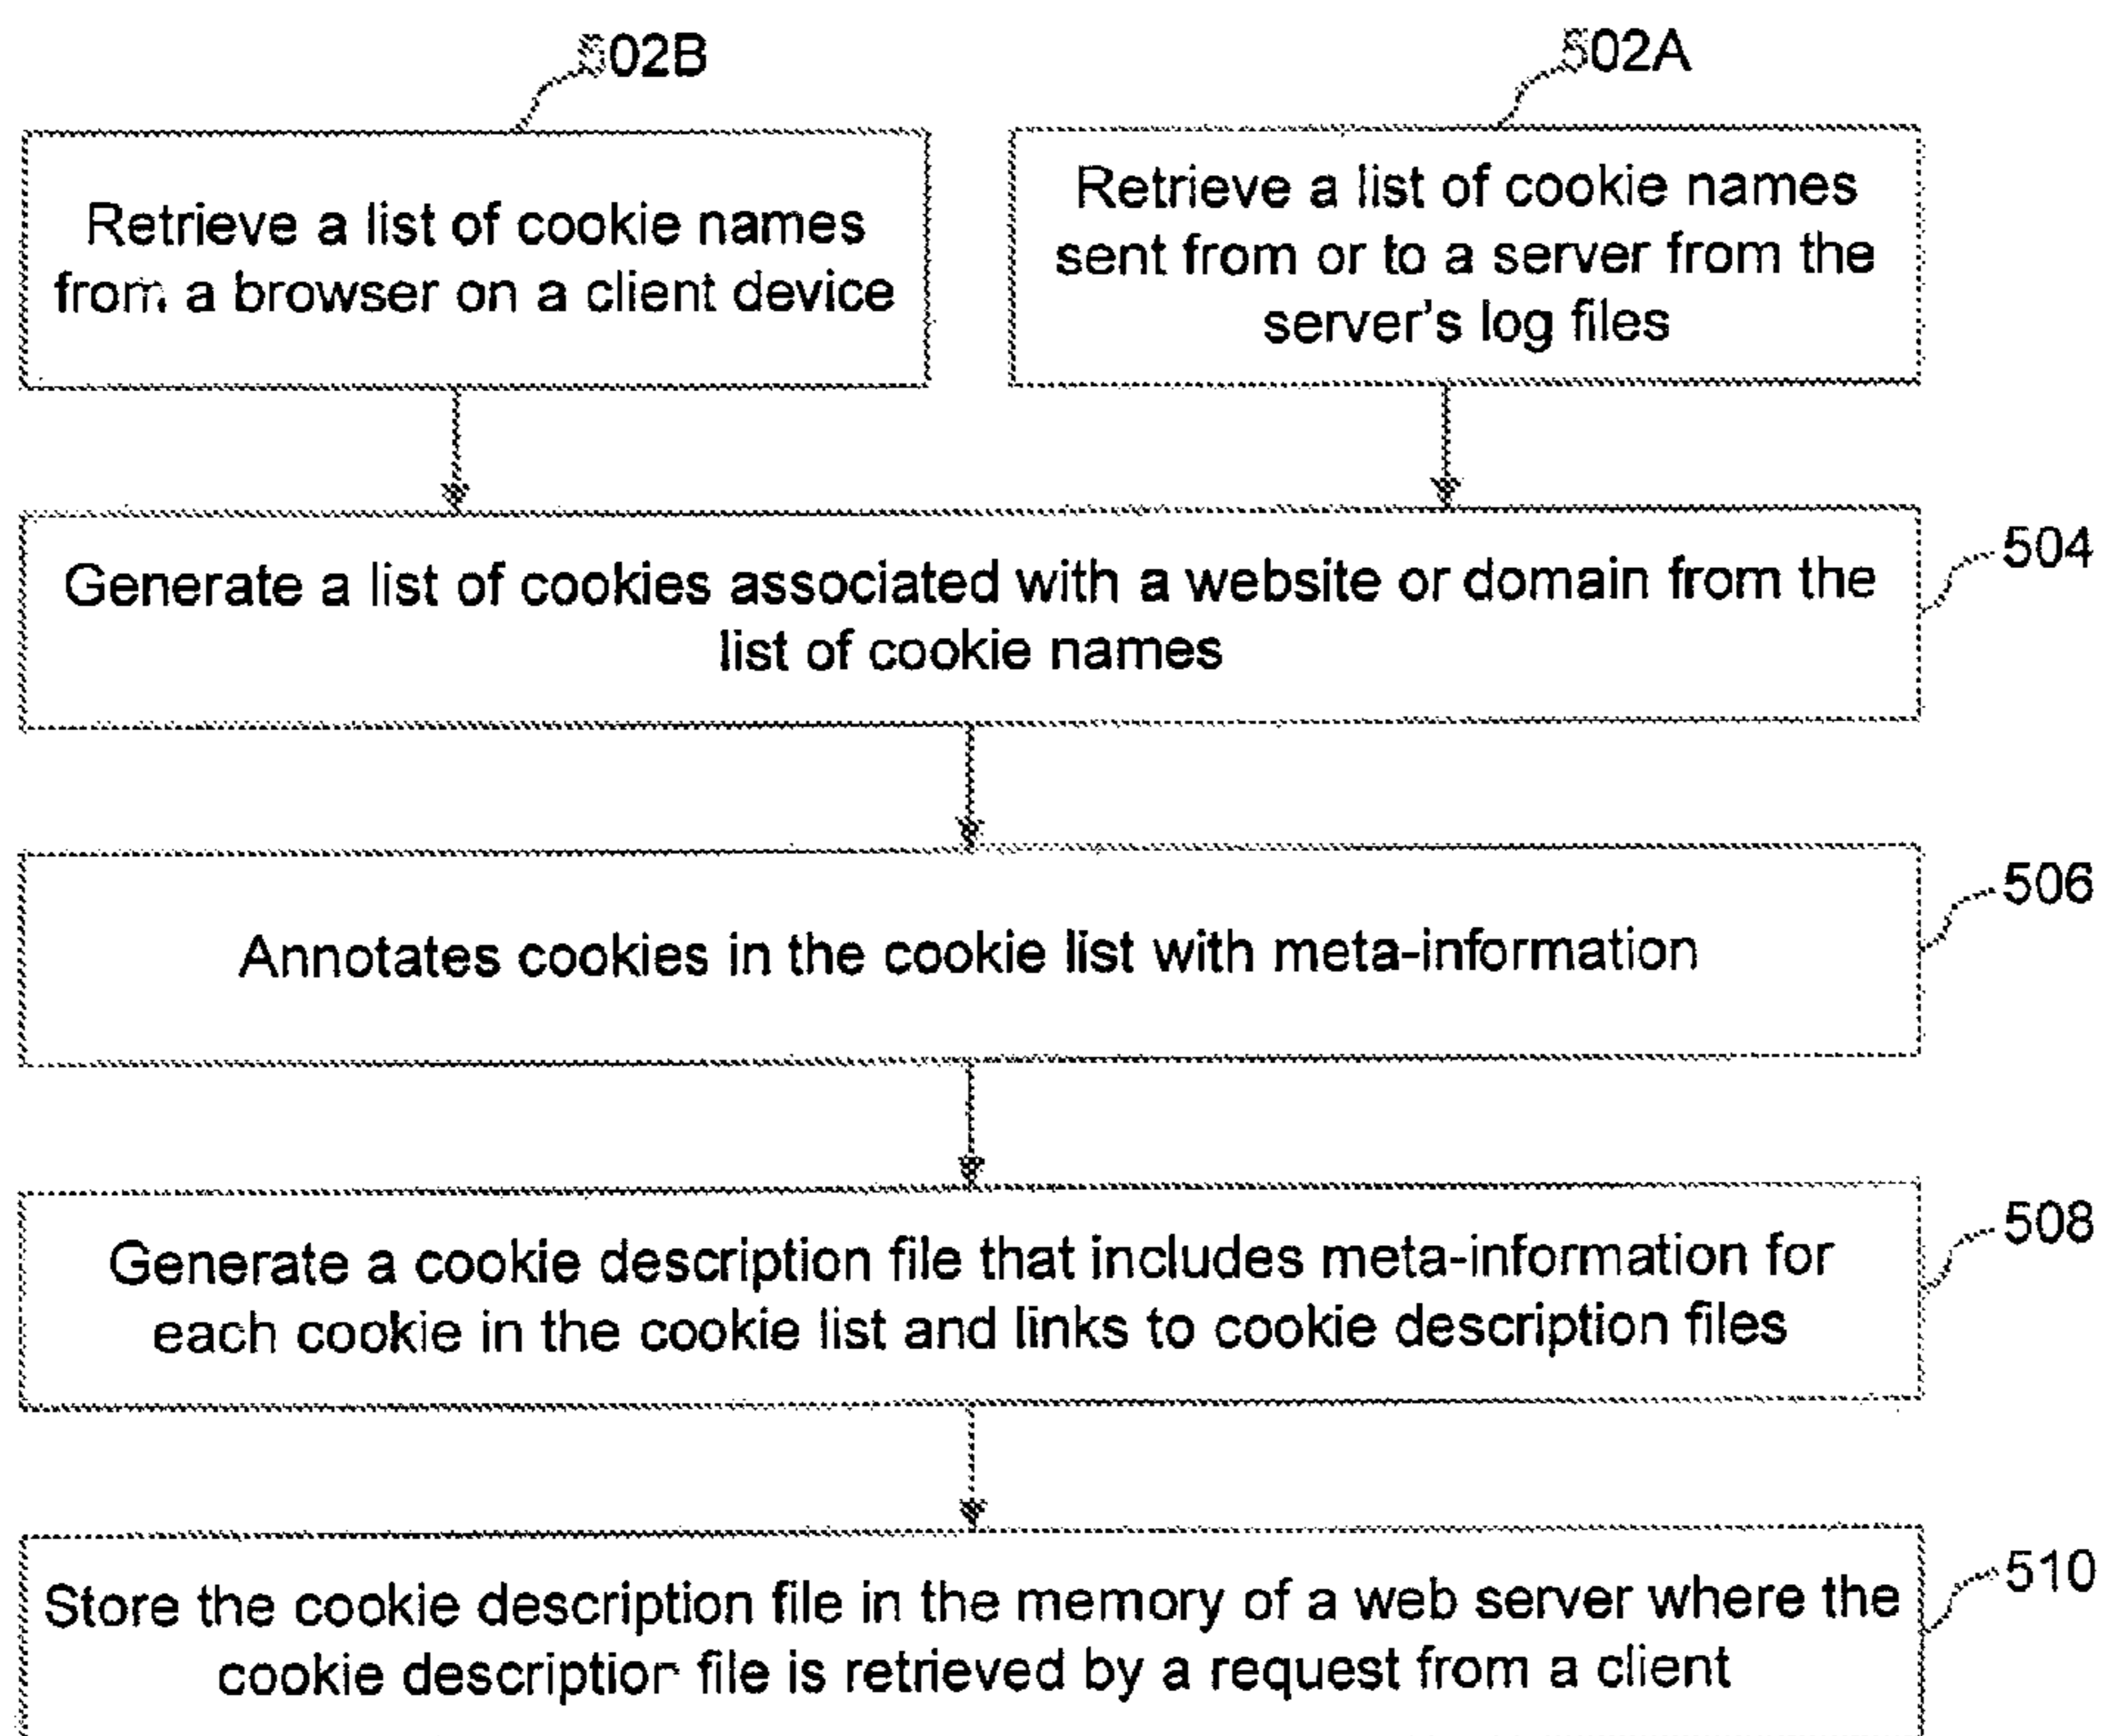 502B
502A
Retrieve a list of cookie names
from a browser on a client device
Retrieve a list of cookie names
sent from or to a server from the
server's log files
504
Generate a list of cookies associated with a website or domain from the
list of cookie names
506
Annotates cookies in the cookie list with meta-information
508
Generate a cookie description file that includes meta-information for
each cookie in the cookie list and links to cookie description files
510
Store the cookie description file in the memory of a web server where the
cookie description file is retrieved by a request from a client